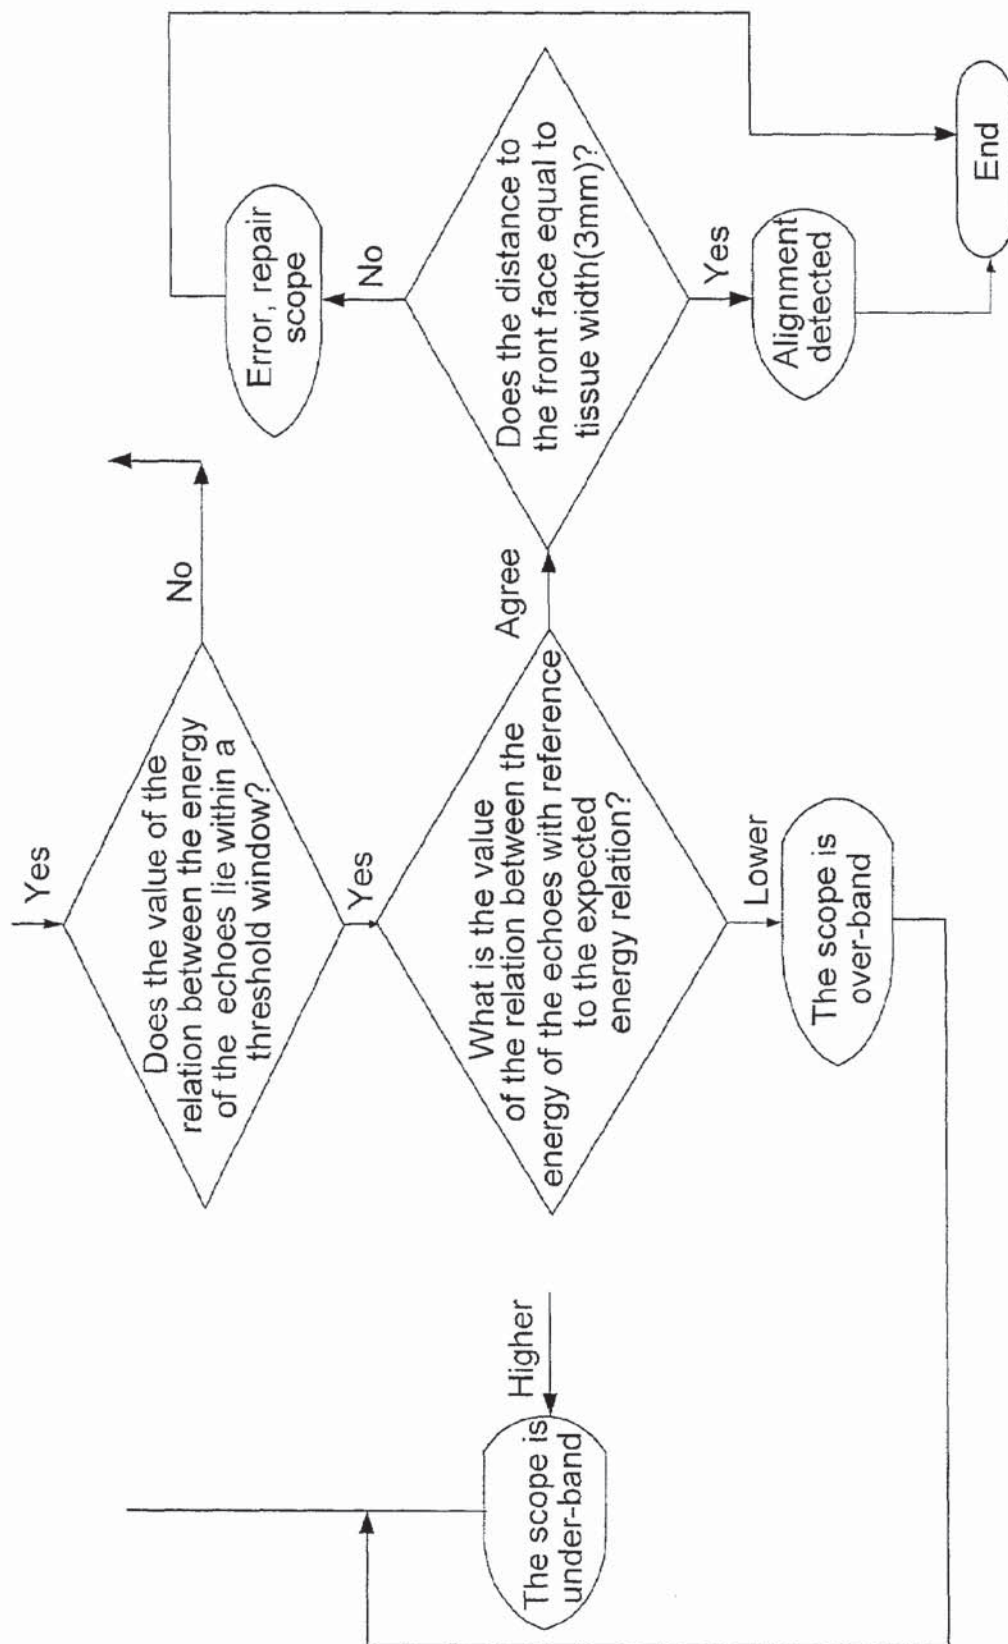 Yes
Does the value of the
relation between the energy
of the echoes lie within a
threshold window?
No
Yes
What is the value
of the relation between the
energy of the echoes with reference
to the expected
energy relation?
Higher
The scope is
under-band
Lower
The scope is
over-band
Agree
Does the distance to
the front face equal to
tissue width(3mm)?
No
Error, repair
scope
Yes
Alignment
detected
End